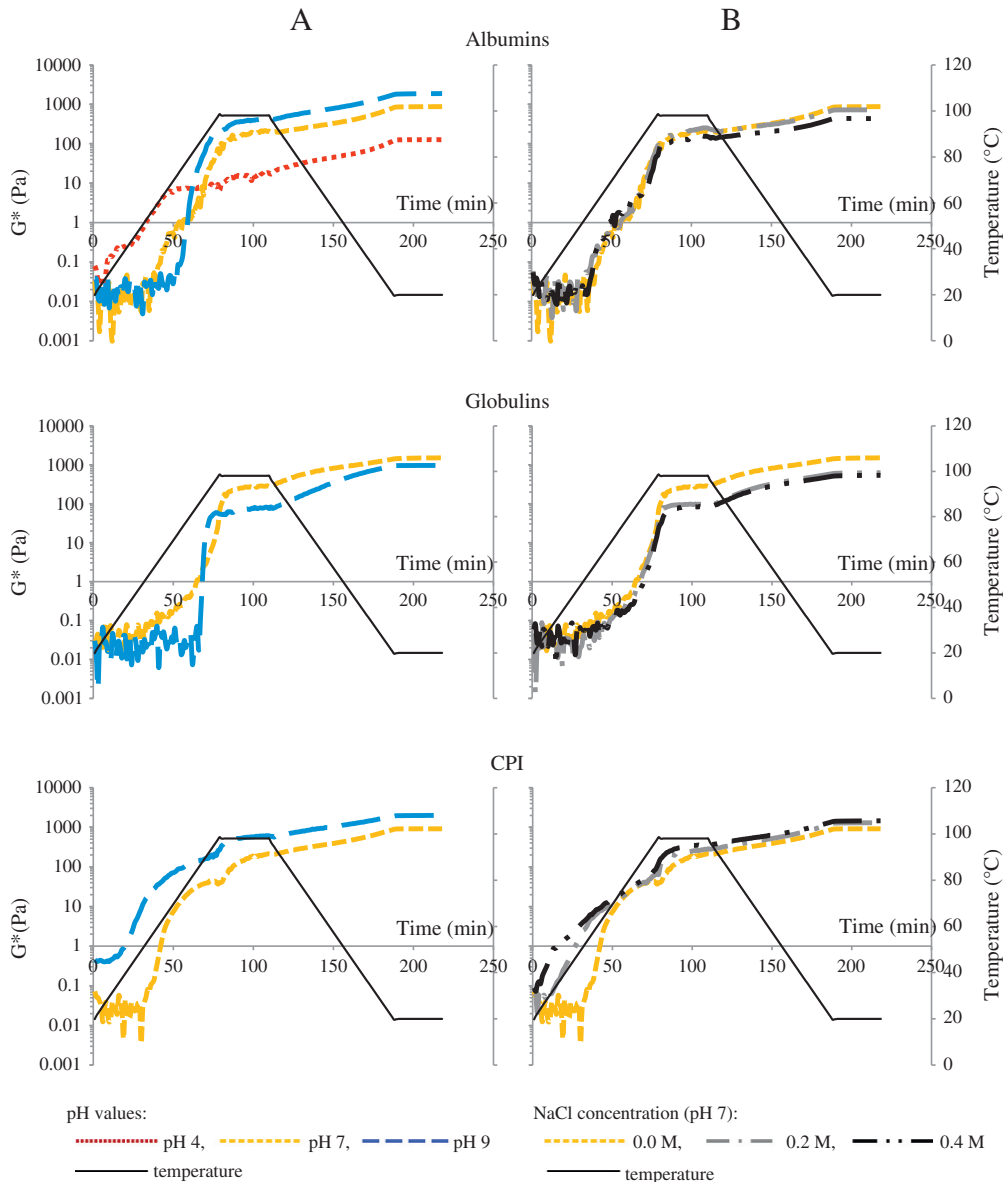 A B
Albumins
10000 120
1000 100
100 80
10 60
1 40
0.1 20
0.01 0
0.001
G* (Pa)
Time (min)
0 50 100 150 200 250
Time (min)
0 50 100 150 200 250
Temperature (°C)
Globulins
10000 120
1000 100
100 80
10 60
1 40
0.1 20
0.01 0
0.001
G* (Pa)
Time (min)
0 50 100 150 200 250
Time (min)
0 50 100 150 200 250
Temperature (°C)
CPI
10000 120
1000 100
100 80
10 60
1 40
0.1 20
0.01 0
0.001
G*(Pa)
Time (min)
0 50 100 150 200 250
Time (min)
0 50 100 150 200 250
Temperature (°C)
pH values: NaCl concentration (pH 7):
pH 4, pH 7, pH 9 0.0 M, 0.2 M, 0.4 M
temperature temperature